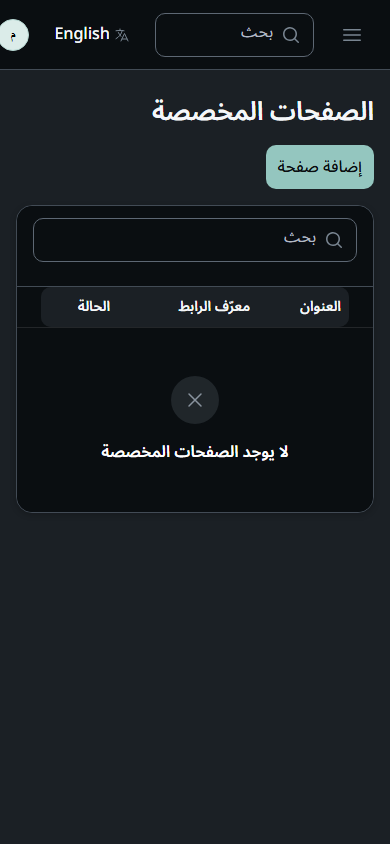 بحث English م
الصفحات المخصصة
إضافة صفحة
بحث
العنوان معرّف الرابط الحالة
لا يوجد الصفحات المخصصة